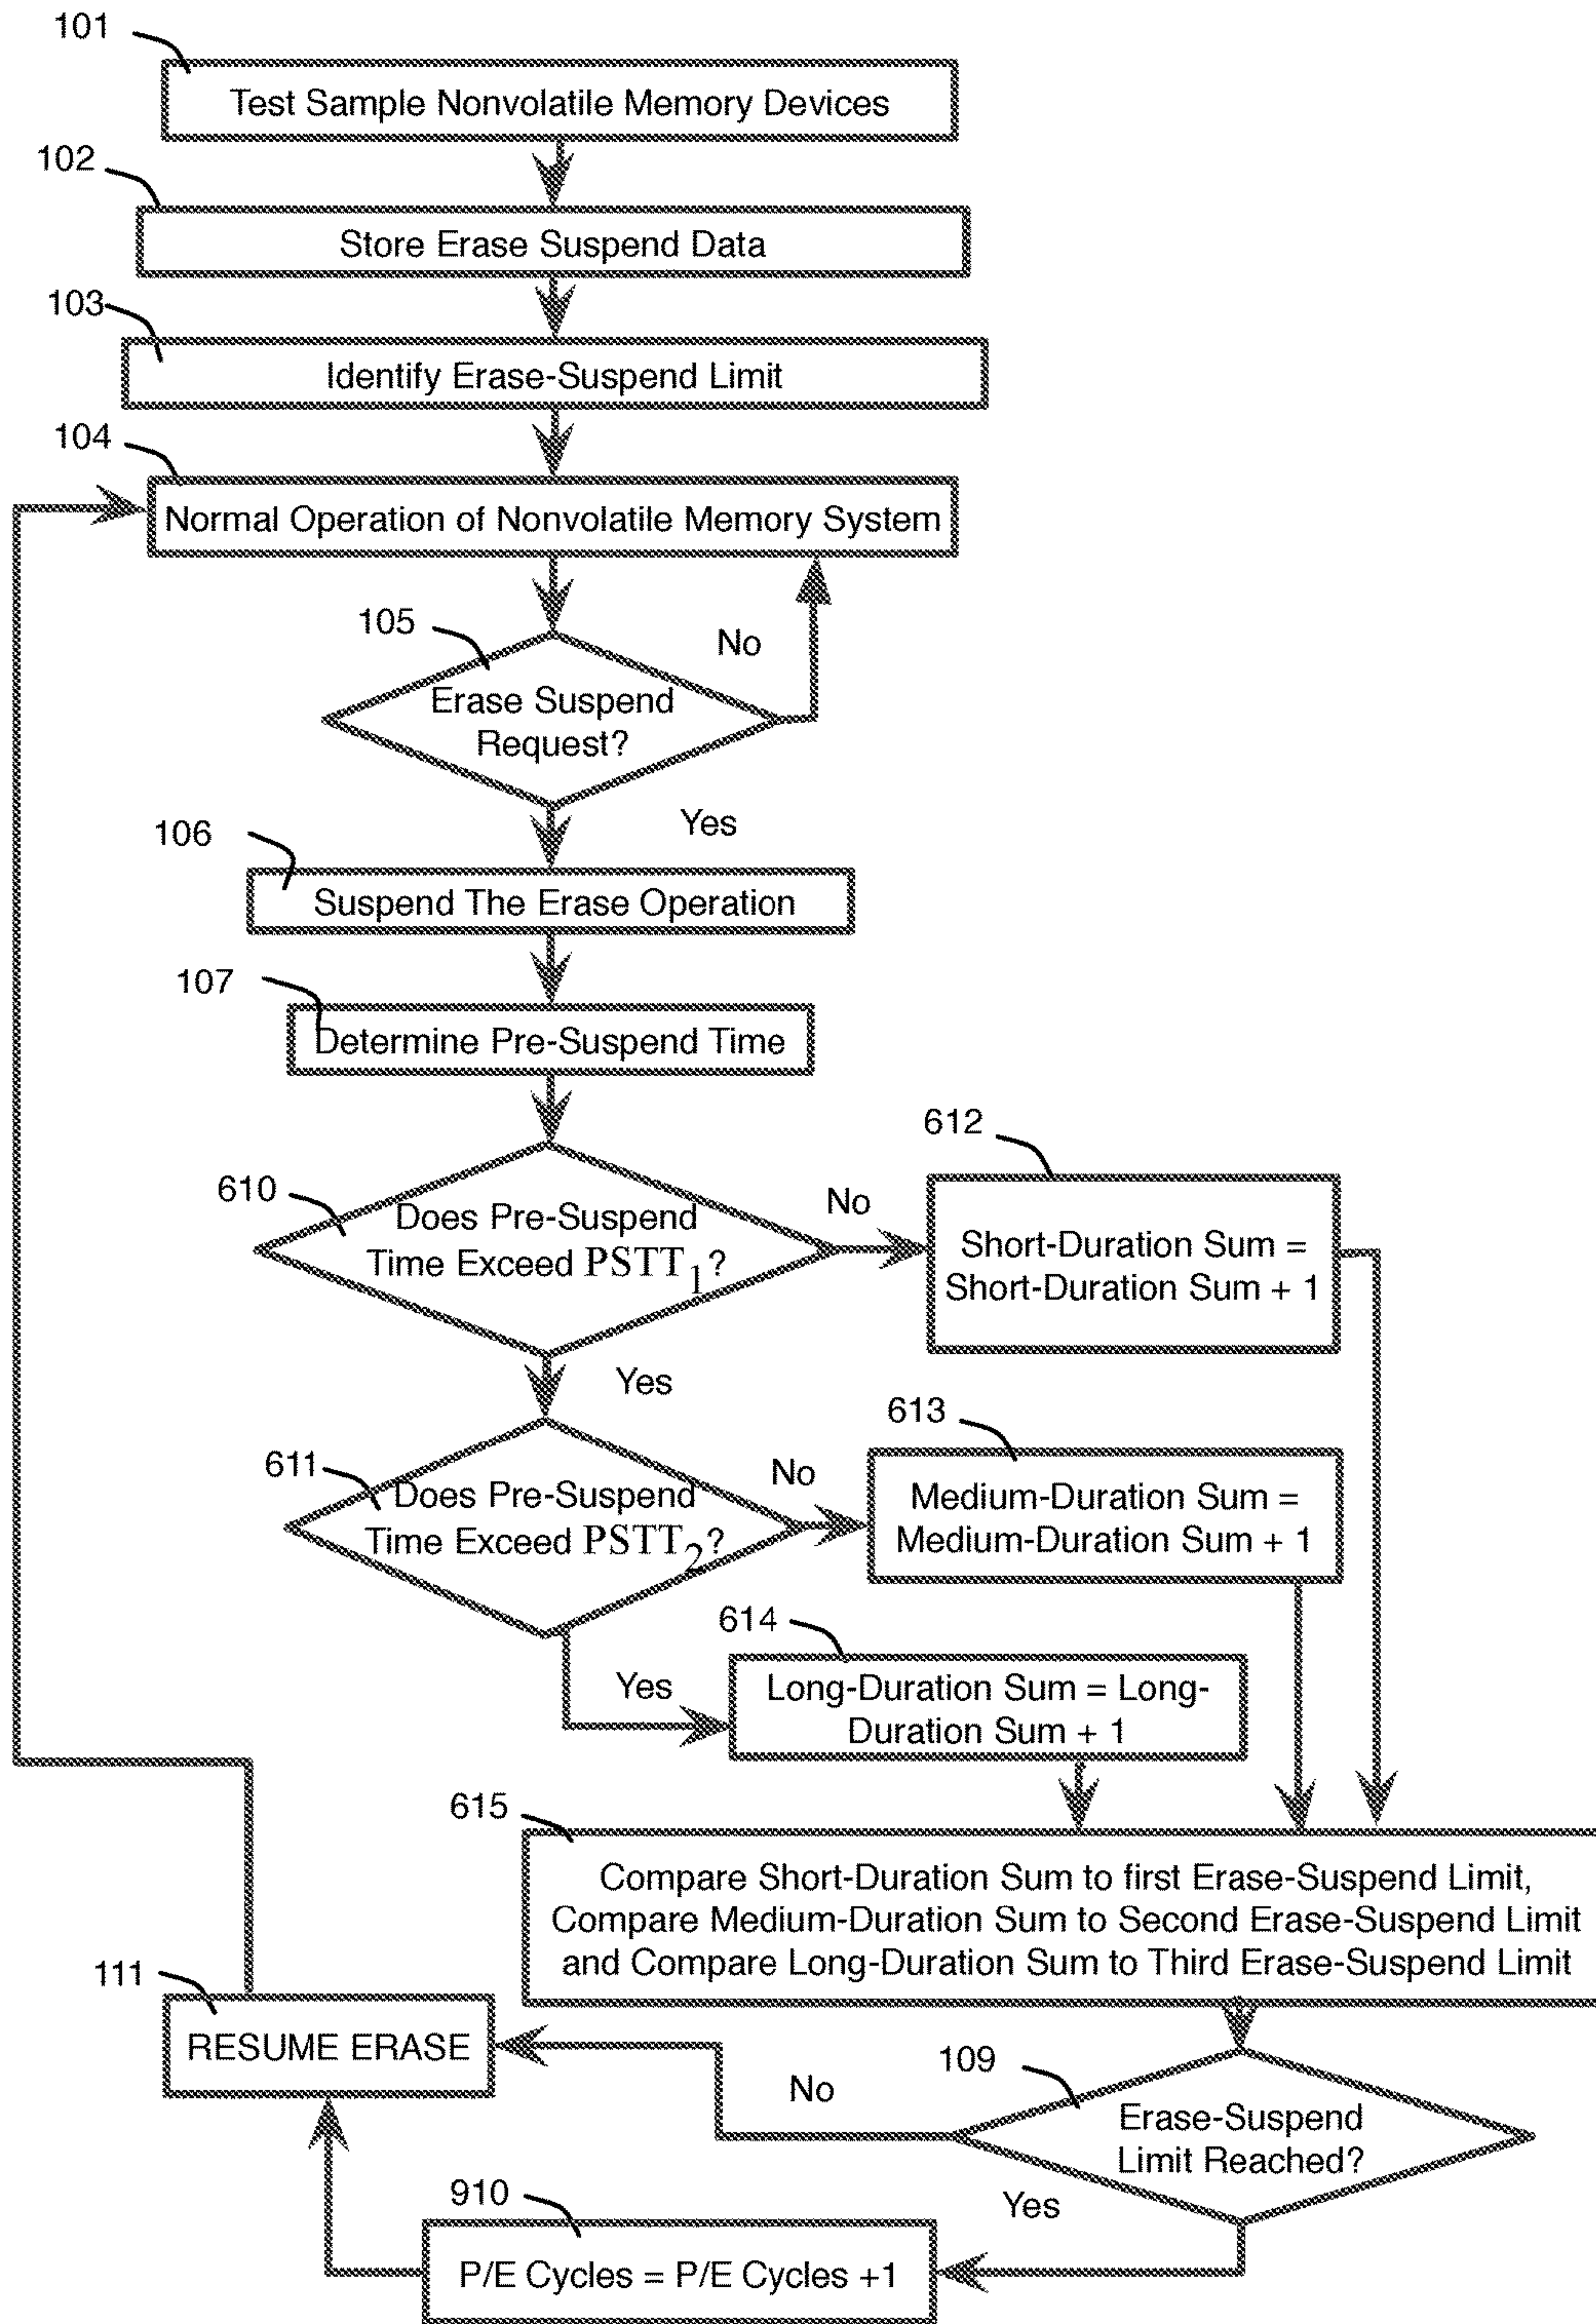 101
Test Sample Nonvolatile Memory Devices
102
Store Erase Suspend Data
103
Identify Erase-Suspend Limit
104
Normal Operation of Nonvolatile Memory System
105
No
Erase Suspend
Request?
Yes
106
Suspend The Erase Operation
107
Determine Pre-Suspend Time
610
Does Pre-Suspend
Time Exceed PSTT1?
No
612
Short-Duration Sum =
Short-Duration Sum + 1
Yes
611
Does Pre-Suspend
Time Exceed PSTT2?
No
613
Medium-Duration Sum =
Medium-Duration Sum + 1
Yes
614
Long-Duration Sum = Long-
Duration Sum + 1
615
Compare Short-Duration Sum to first Erase-Suspend Limit,
Compare Medium-Duration Sum to Second Erase-Suspend Limit
and Compare Long-Duration Sum to Third Erase-Suspend Limit
111
RESUME ERASE
No
109
Erase-Suspend
Limit Reached?
Yes
910
P/E Cycles = P/E Cycles +1